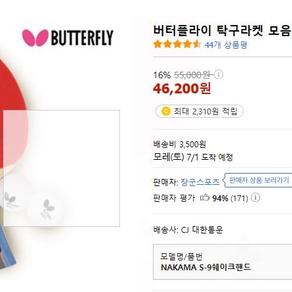 BUTTERFLY
버터플라이 탁구라켓 모음
44개 상품평
16% 55,000원
46,200원
최대 2,310원 적립
배송비 3,500원
모레(토) 7/1 도착 예정
판매자: 장군스포츠 판매자 상품 보러가기
판매자 평가 94% (171)
배송사: CJ 대한통운
모델명/품번
NAKAMA S-9쉐이크핸드